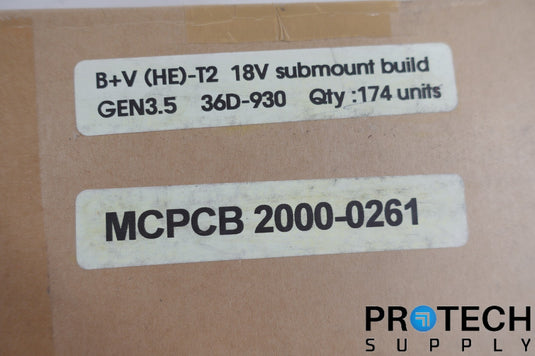 B+V (HE)-T2 18V submount build
GEN3.5 36D-930 Qty :174 units
MCPCB 2000-0261
PROTECH
SUPPLY